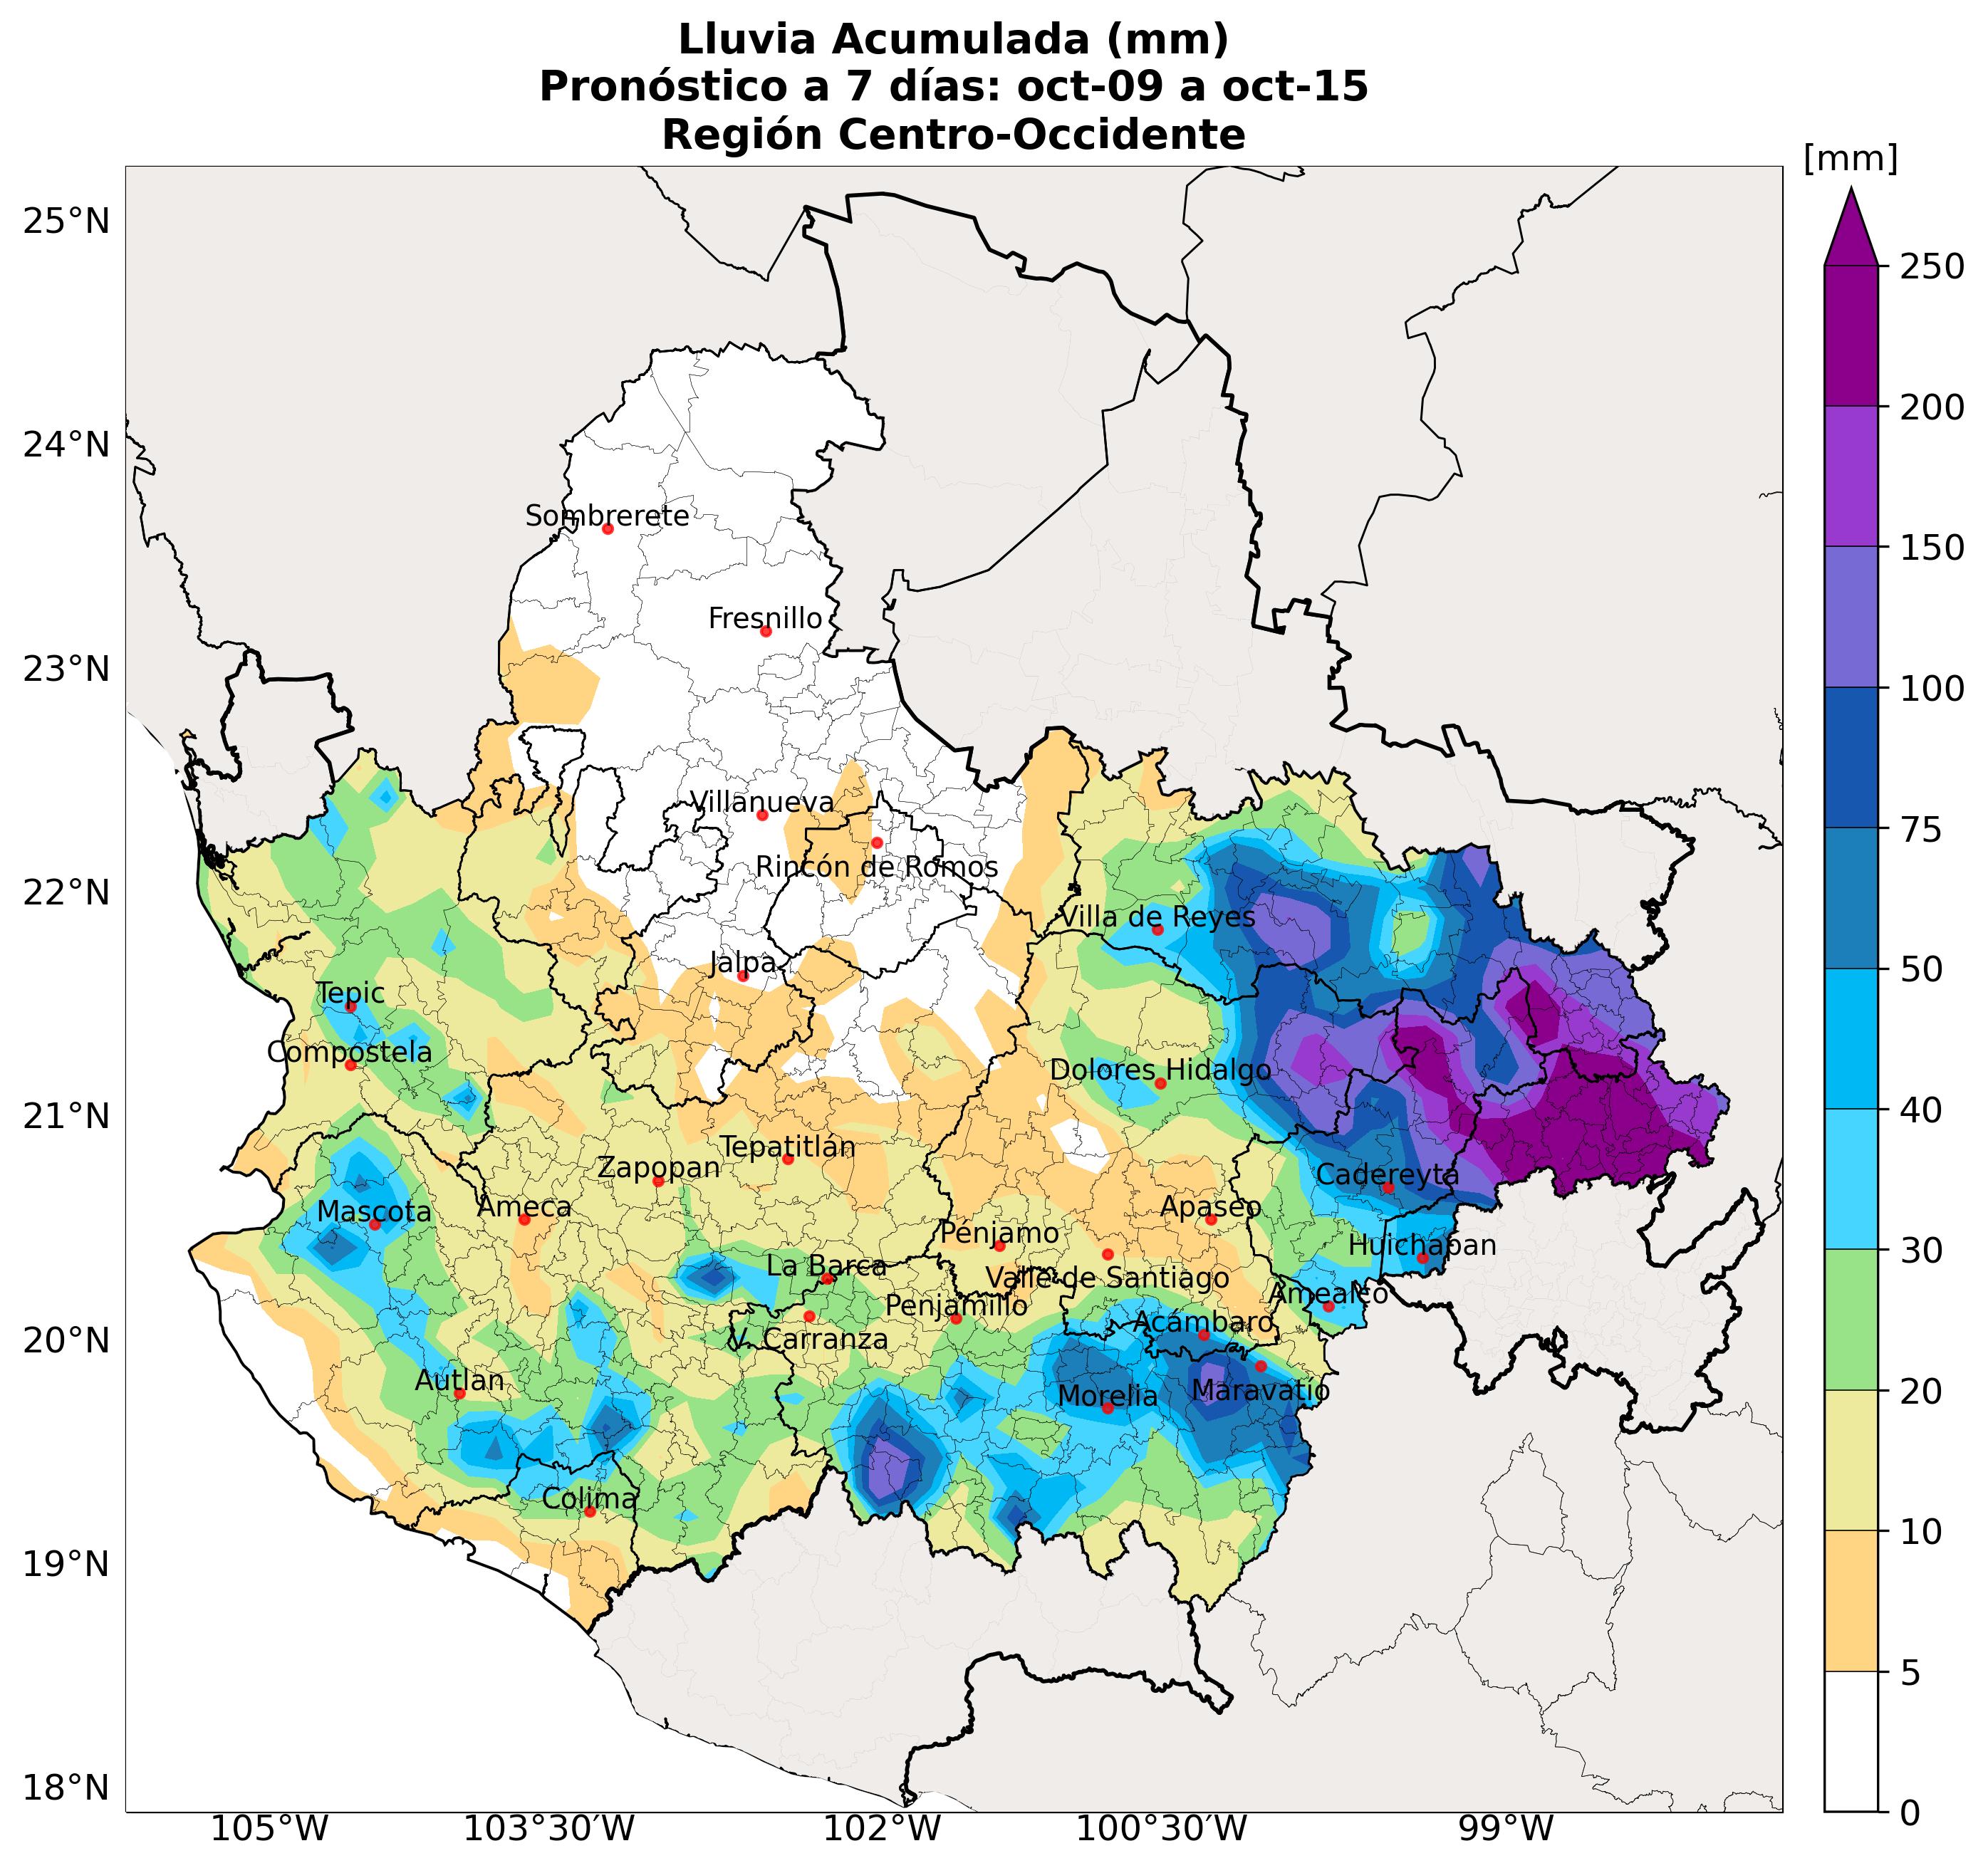 Lluvia Acumulada (mm)
Pronóstico a 7 días: oct-09 a oct-15
Región Centro-Occidente
[mm]
25°N
24°N
23°N
22°N
21°N
20°N
19°N
18°N
Sombrerete
Fresnillo
Villanueva
Rincón de Romos
Villa de Reyes
Jalpa
Tepic
Compostela
Dolores Hidalgo
Tepatitlán
Zapopan
Cadereyta
Mascota
Ameca
Apaseo
Pénjamo
Huichapan
La Barca
Valle de Santiago
Amealco
Penjamillo
Acámbaro
V. Carranza
Autlan
Morelia
Maravatío
Colima
105°W
103°30'W
102°W
100°30'W
99°W
250
200
150
100
75
50
40
30
20
10
5
0